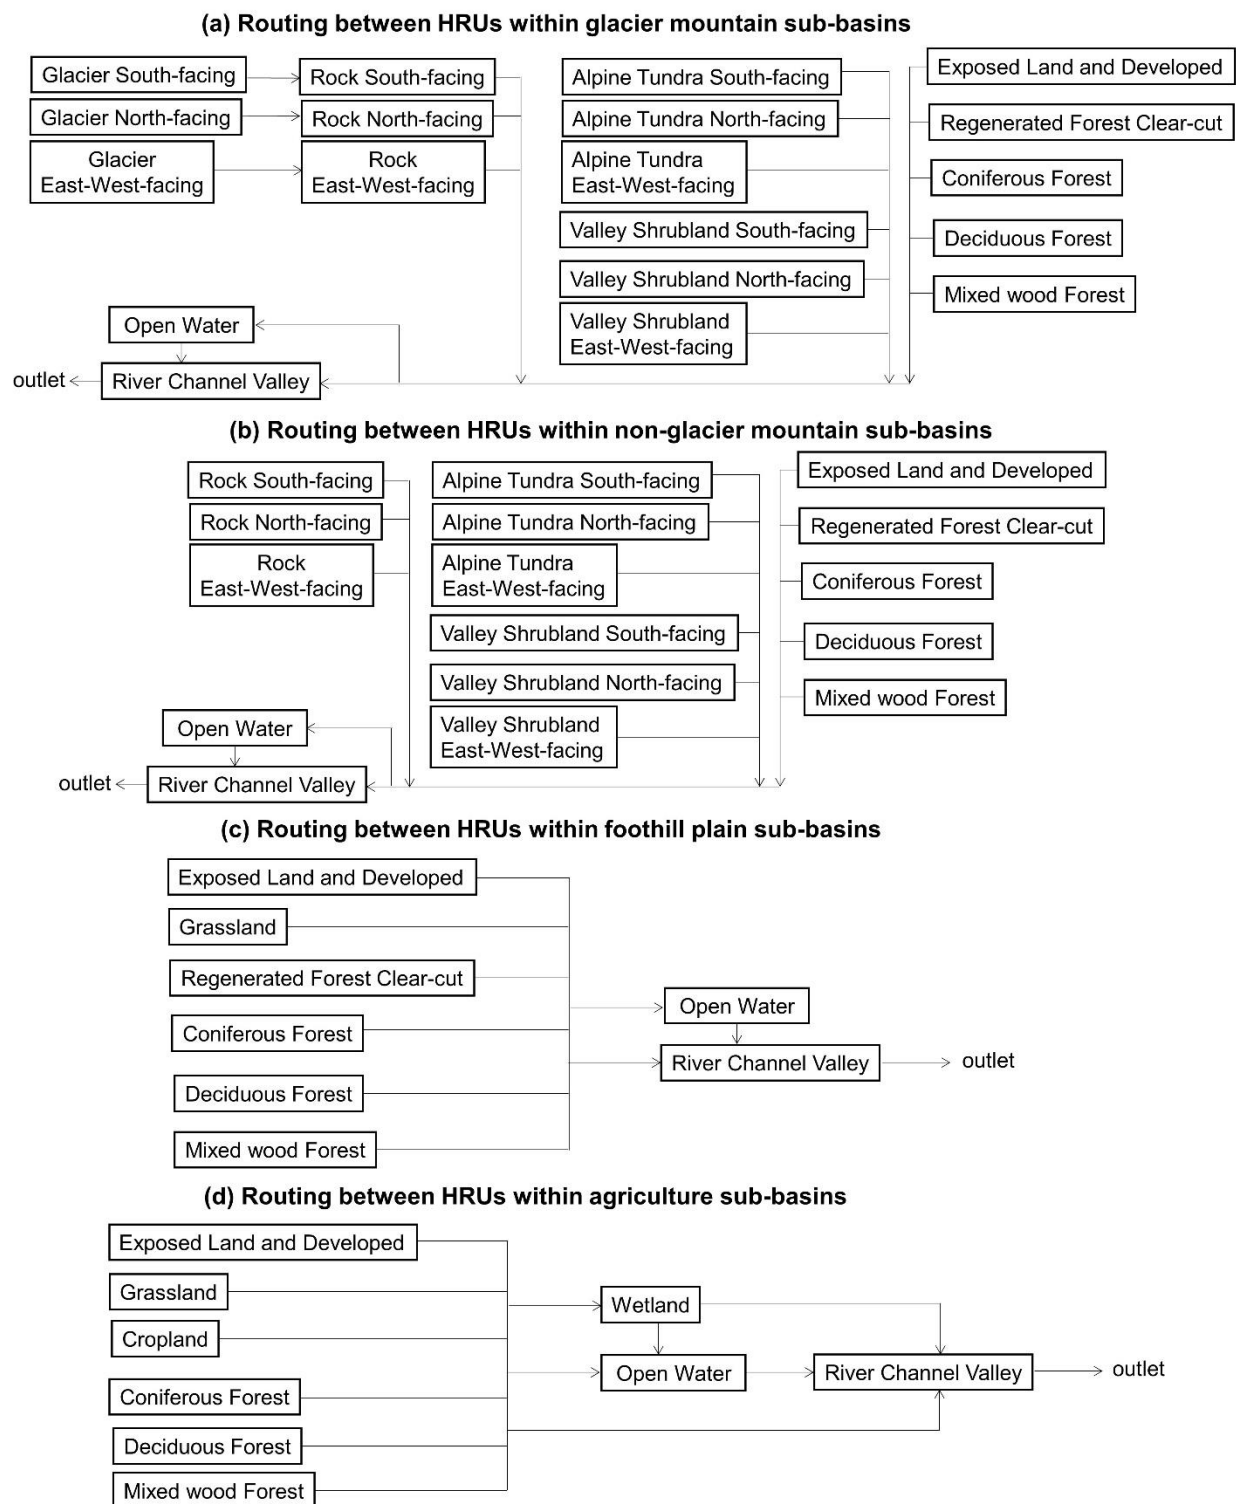 (a) Routing between HRUs within glacier mountain sub-basins
Glacier South-facing
Rock South-facing
Alpine Tundra South-facing
Exposed Land and Developed
Glacier North-facing
Rock North-facing
Alpine Tundra North-facing
Regenerated Forest Clear-cut
Glacier
East-West-facing
Rock
East-West-facing
Alpine Tundra
East-West-facing
Coniferous Forest
Valley Shrubland South-facing
Deciduous Forest
Valley Shrubland North-facing
Mixed wood Forest
Valley Shrubland
East-West-facing
Open Water
River Channel Valley
outlet
(b) Routing between HRUs within non-glacier mountain sub-basins
Rock South-facing
Alpine Tundra South-facing
Exposed Land and Developed
Rock North-facing
Alpine Tundra North-facing
Regenerated Forest Clear-cut
Rock
East-West-facing
Alpine Tundra
East-West-facing
Coniferous Forest
Valley Shrubland South-facing
Deciduous Forest
Valley Shrubland North-facing
Mixed wood Forest
Valley Shrubland
East-West-facing
Open Water
River Channel Valley
outlet
(c) Routing between HRUs within foothill plain sub-basins
Exposed Land and Developed
Grassland
Regenerated Forest Clear-cut
Coniferous Forest
Deciduous Forest
Mixed wood Forest
Open Water
River Channel Valley
outlet
(d) Routing between HRUs within agriculture sub-basins
Exposed Land and Developed
Grassland
Cropland
Coniferous Forest
Deciduous Forest
Mixed wood Forest
Wetland
Open Water
River Channel Valley
outlet